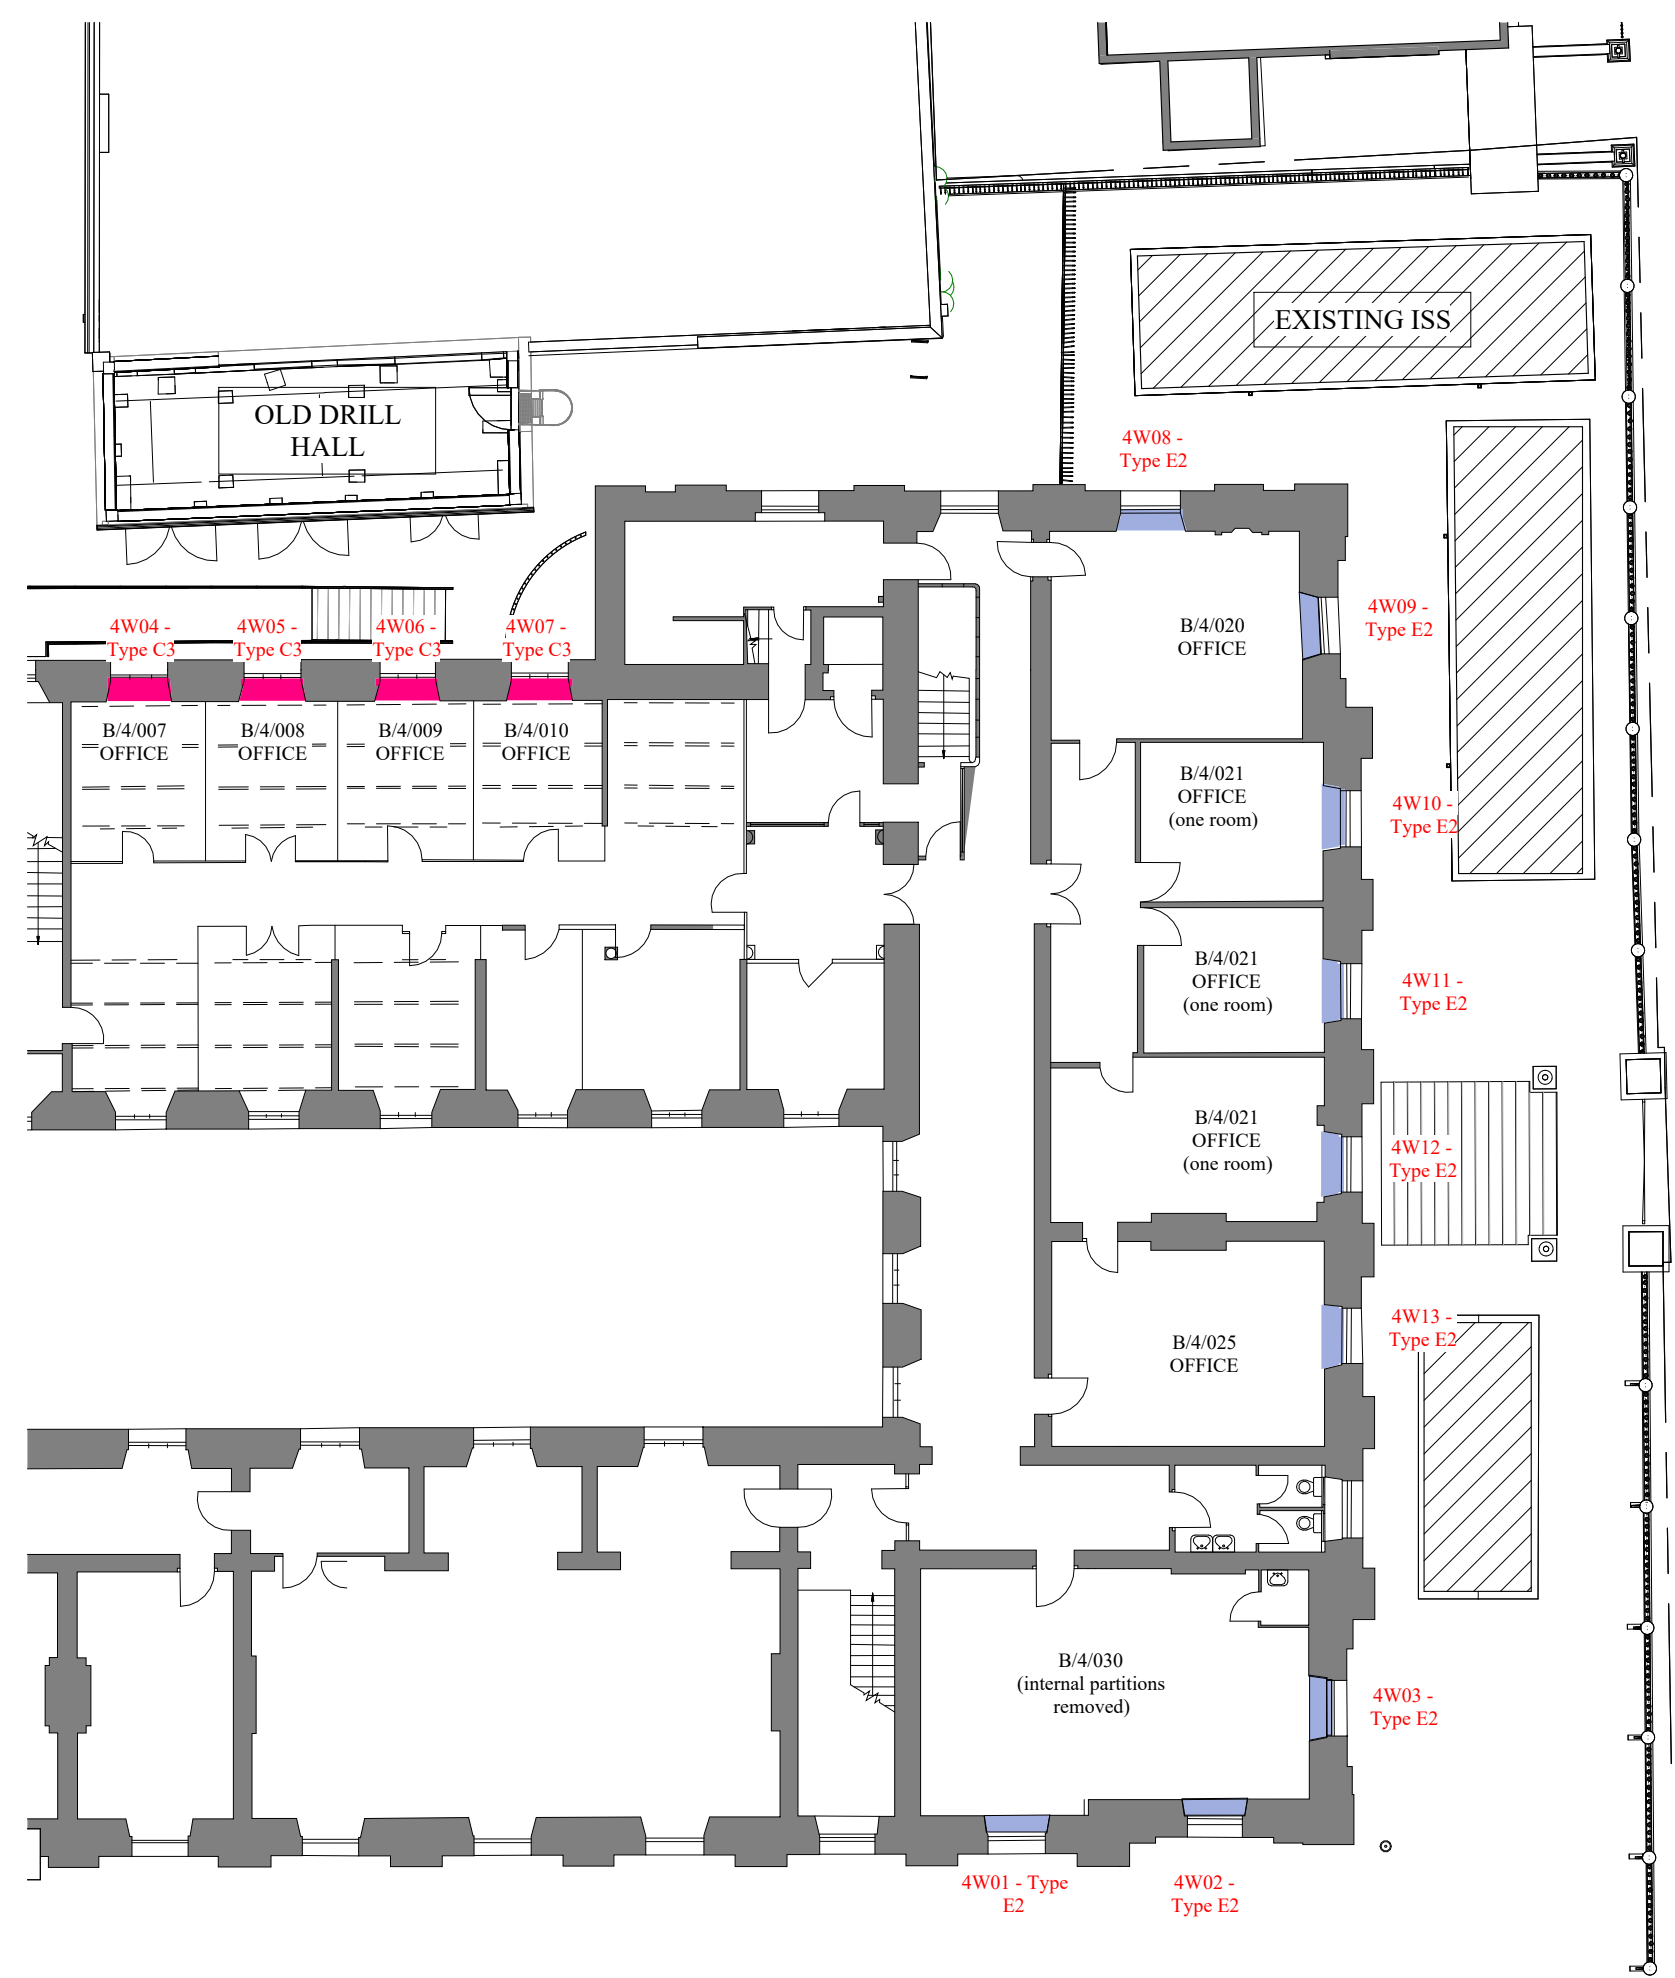 EXISTING ISS
OLD DRILL
HALL
4W08 -
Type E2
4W04 -
Type C3
4W05 -
Type C3
4W06 -
Type C3
4W07 -
Type C3
4W09 -
Type E2
B/4/020
OFFICE
B/4/007
OFFICE
B/4/008
OFFICE
B/4/009
OFFICE
B/4/010
OFFICE
B/4/021
OFFICE
(one room)
4W10 -
Type E2
B/4/021
OFFICE
(one room)
4W11 -
Type E2
B/4/021
OFFICE
(one room)
4W12 -
Type E2
B/4/025
OFFICE
4W13 -
Type E2
B/4/030
(internal partitions
removed)
4W03 -
Type E2
4W01 - Type
E2
4W02 -
Type E2